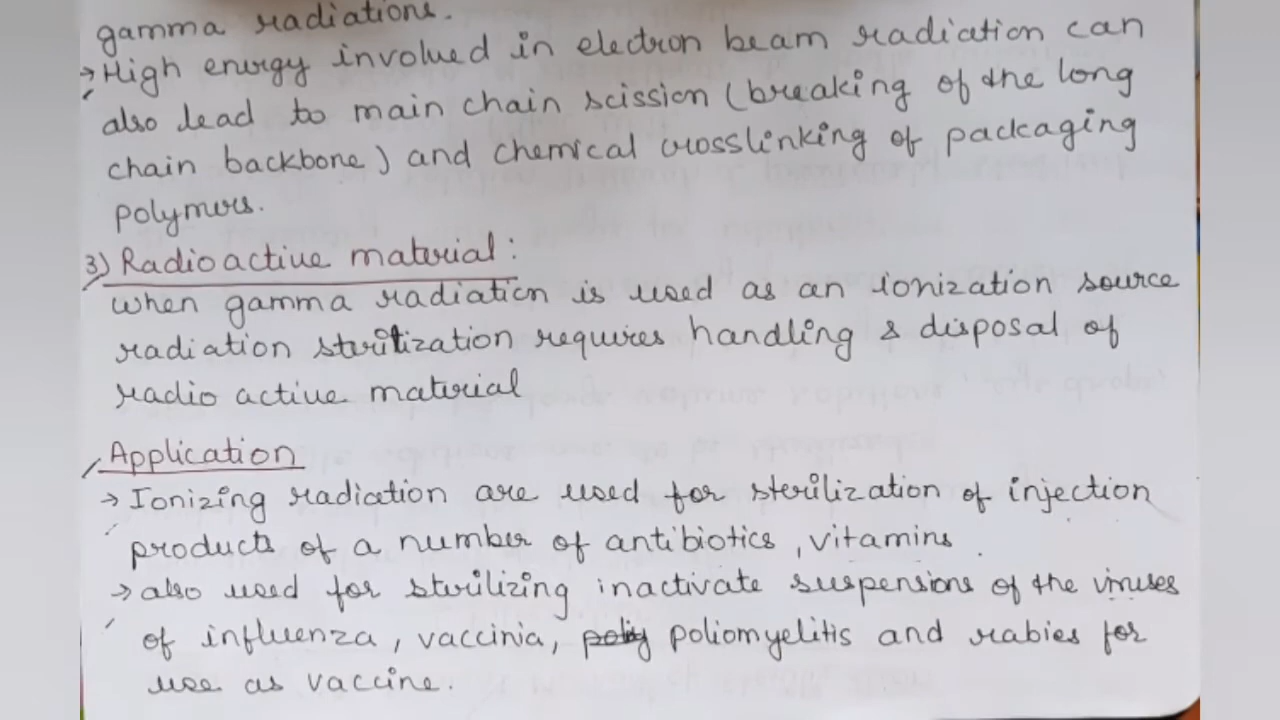 gamma radiations.
→ High energy involved in electron beam radiation can
also lead to main chain scission (breaking of the long
chain backbone) and chemical crosslinking of packaging
polymers.
3) Radioactive material:
when gamma radiation is used as an ionization source
radiation sterilization requires handling & disposal of
radio active material
Application
→ Ionizing radiation are used for sterilization of injection
products of a number of antibiotics, vitamins.
→ also used for sterilizing inactivate suspensions of the viruses
of influenza, vaccinia, poliomyelitis and rabies for
use as vaccine.